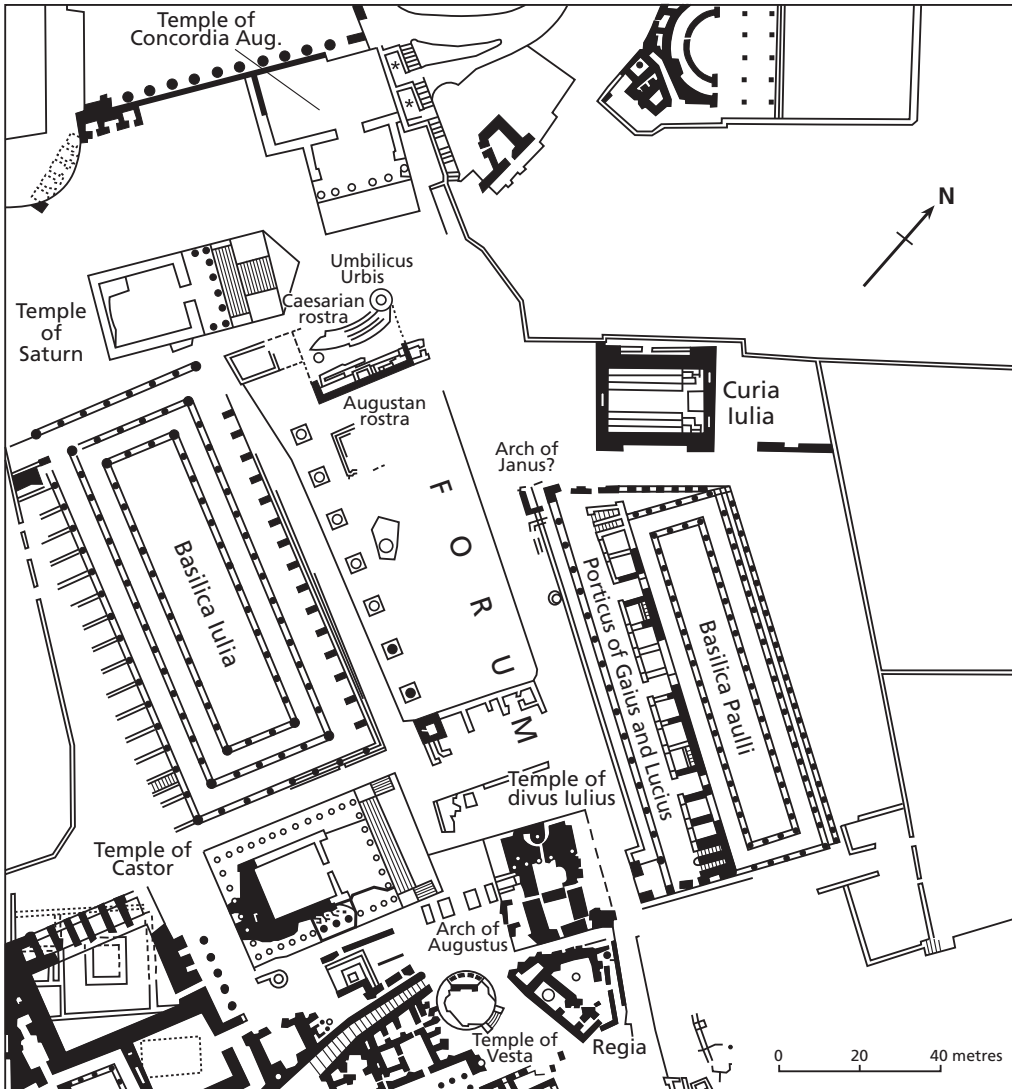 Temple of
Concordia Aug.
*
*
N
Umbilicus
Urbis
Caesarian
rostra
Temple
of
Saturn
Augustan
rostra
Curia
Iulia
Arch of
Janus?
FORUM
Basilica Iulia
Porticus of Gaius and Lucius
Basilica Paulli
Temple of
divus Iulius
Temple of
Castor
Arch of
Augustus
Temple of
Vesta
Regia
0 20 40 metres